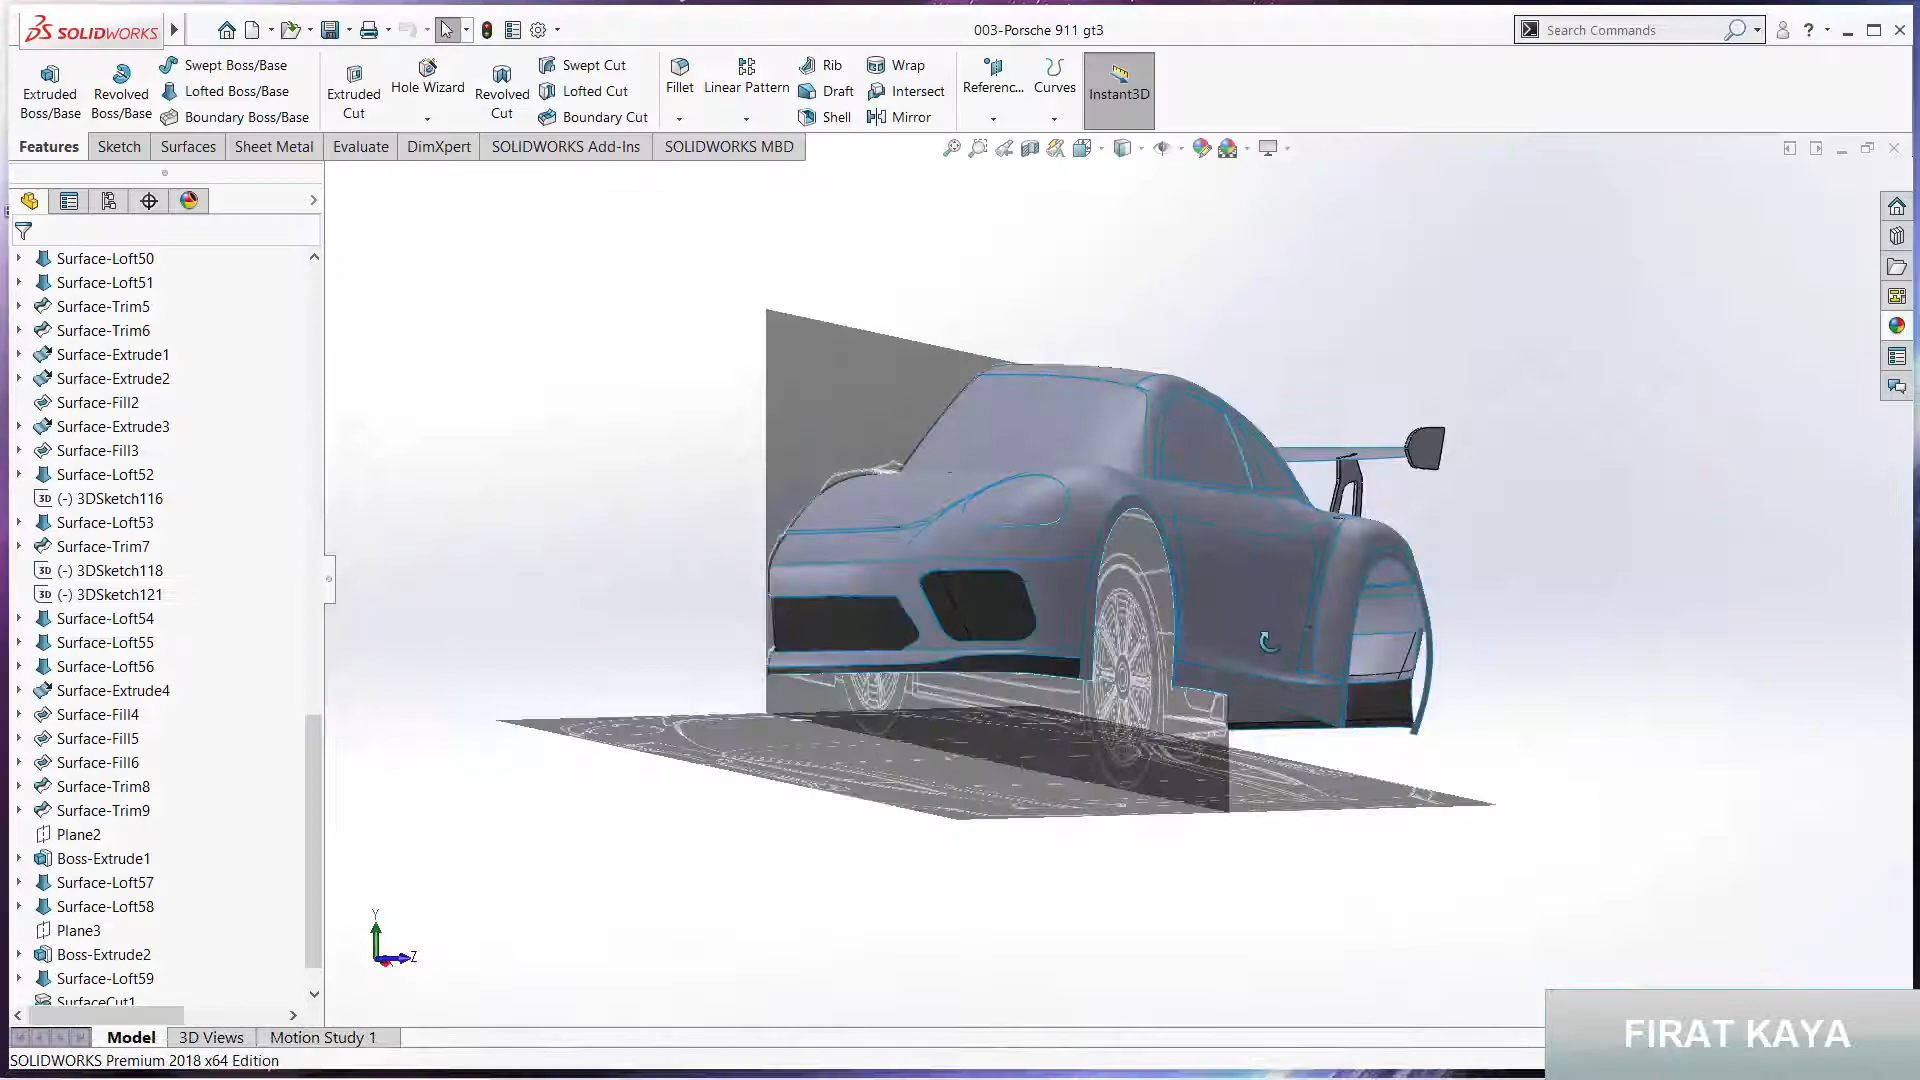 SOLIDWORKS
003-Porsche 911 gt3
Search Commands
?
Extruded Boss/Base
Revolved Boss/Base
Swept Boss/Base
Lofted Boss/Base
Boundary Boss/Base
Extruded Cut
Hole Wizard
Revolved Cut
Swept Cut
Lofted Cut
Boundary Cut
Fillet
Linear Pattern
Rib
Draft
Shell
Wrap
Intersect
Mirror
Referenc...
Curves
Instant3D
Features
Sketch
Surfaces
Sheet Metal
Evaluate
DimXpert
SOLIDWORKS Add-Ins
SOLIDWORKS MBD
Surface-Loft50
Surface-Loft51
Surface-Trim5
Surface-Trim6
Surface-Extrude1
Surface-Extrude2
Surface-Fill2
Surface-Extrude3
Surface-Fill3
Surface-Loft52
3D (-) 3DSketch116
Surface-Loft53
Surface-Trim7
3D (-) 3DSketch118
3D (-) 3DSketch121
Surface-Loft54
Surface-Loft55
Surface-Loft56
Surface-Extrude4
Surface-Fill4
Surface-Fill5
Surface-Fill6
Surface-Trim8
Surface-Trim9
Plane2
Boss-Extrude1
Surface-Loft57
Surface-Loft58
Plane3
Boss-Extrude2
Surface-Loft59
SurfaceCut1
Y
Z
Model
3D Views
Motion Study 1
SOLIDWORKS Premium 2018 x64 Edition
FIRAT KAYA